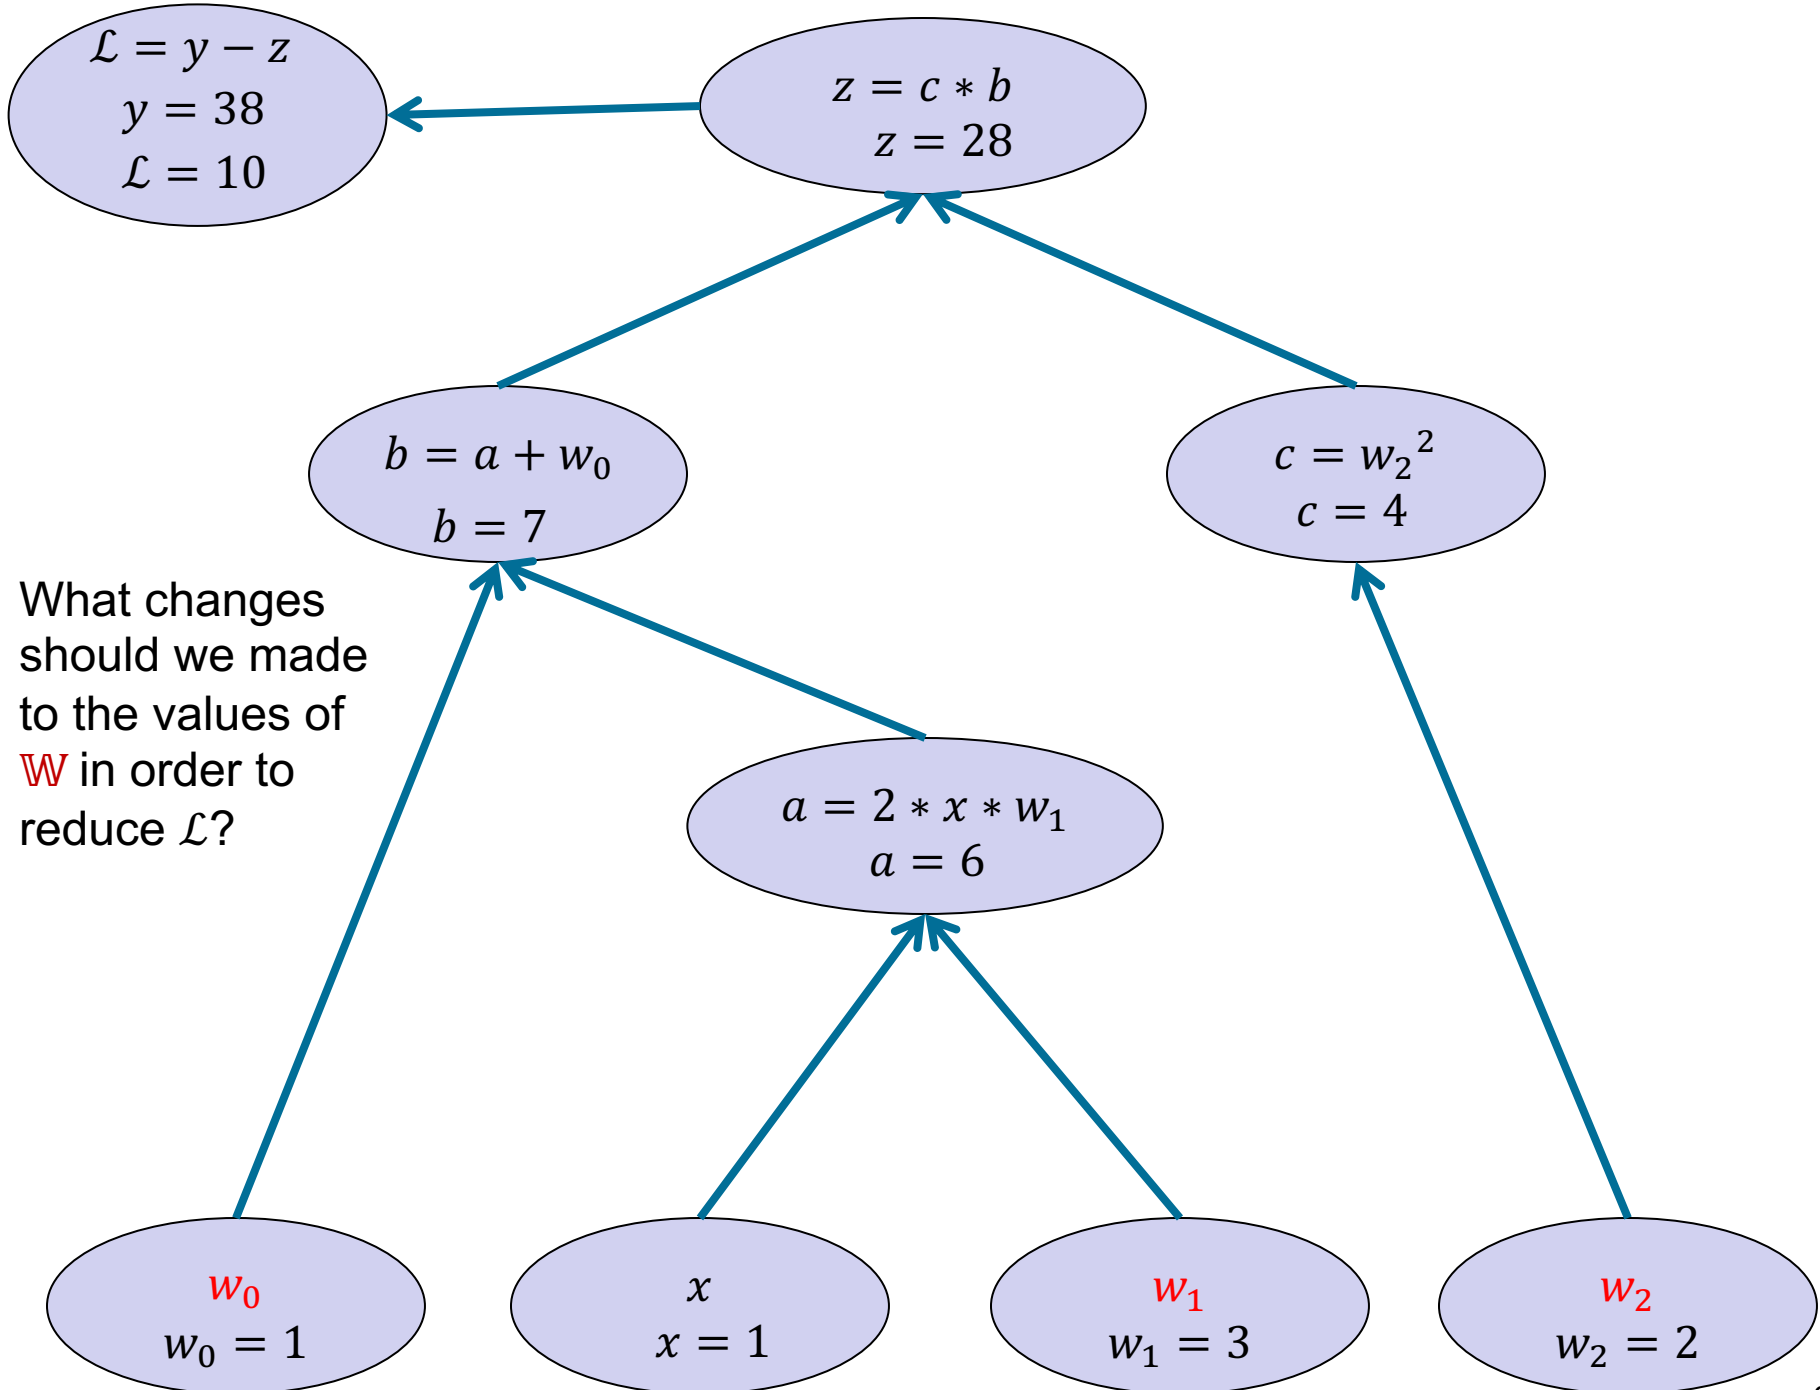 ℒ = y − z
y = 38
ℒ = 10
z = c ∗ b
z = 28
b = a + w₀
b = 7
c = w₂²
c = 4
What changes
should we made
to the values of
𝕎 in order to
reduce ℒ?
a = 2 ∗ x ∗ w₁
a = 6
w₀
w₀ = 1
x
x = 1
w₁
w₁ = 3
w₂
w₂ = 2